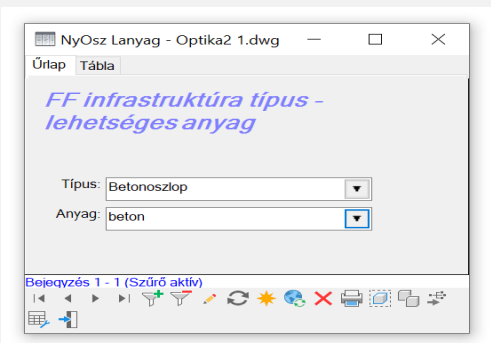 NyOsz Lanyag - Optika2 1.dwg
Űrlap Tábla
FF infrastruktúra típus -
lehetséges anyag
Típus: Betonoszlop
Anyag: beton
Bejegyzés 1 - 1 (Szűrő aktív)